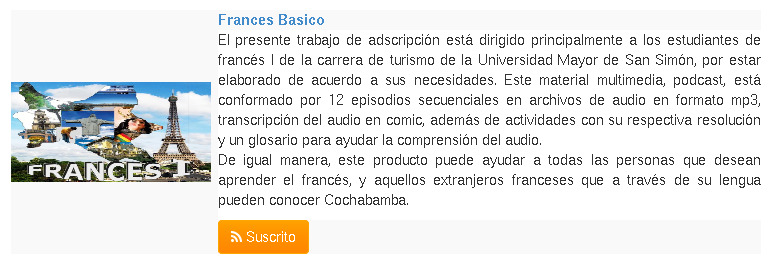 Frances Basico
El presente trabajo de adscripción está dirigido principalmente a los estudiantes de
francés I de la carrera de turismo de la Universidad Mayor de San Simón, por estar
elaborado de acuerdo a sus necesidades. Este material multimedia, podcast, está
conformado por 12 episodios secuenciales en archivos de audio en formato mp3,
transcripción del audio en comic, además de actividades con su respectiva resolución
y un glosario para ayudar la comprensión del audio.
De igual manera, este producto puede ayudar a todas las personas que desean
aprender el francés, y aquellos extranjeros franceses que a través de su lengua
pueden conocer Cochabamba.
FRANCES 1
Suscrito